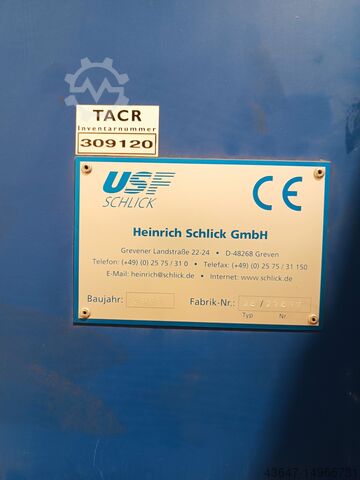 TACR
Inventarnummer
309120
USF
SCHLICK
CE
Heinrich Schlick GmbH
Grevener Landstraße 22-24 • D-48268 Greven
Telefon: (+49) (0) 25 75 / 31 0 • Telefax: (+49) (0) 25 75 / 31 150
E-Mail: heinrich@schlick.de • Internet: www.schlick.de
Baujahr: Fabrik-Nr.:
Typ Nr.
43647-14966731